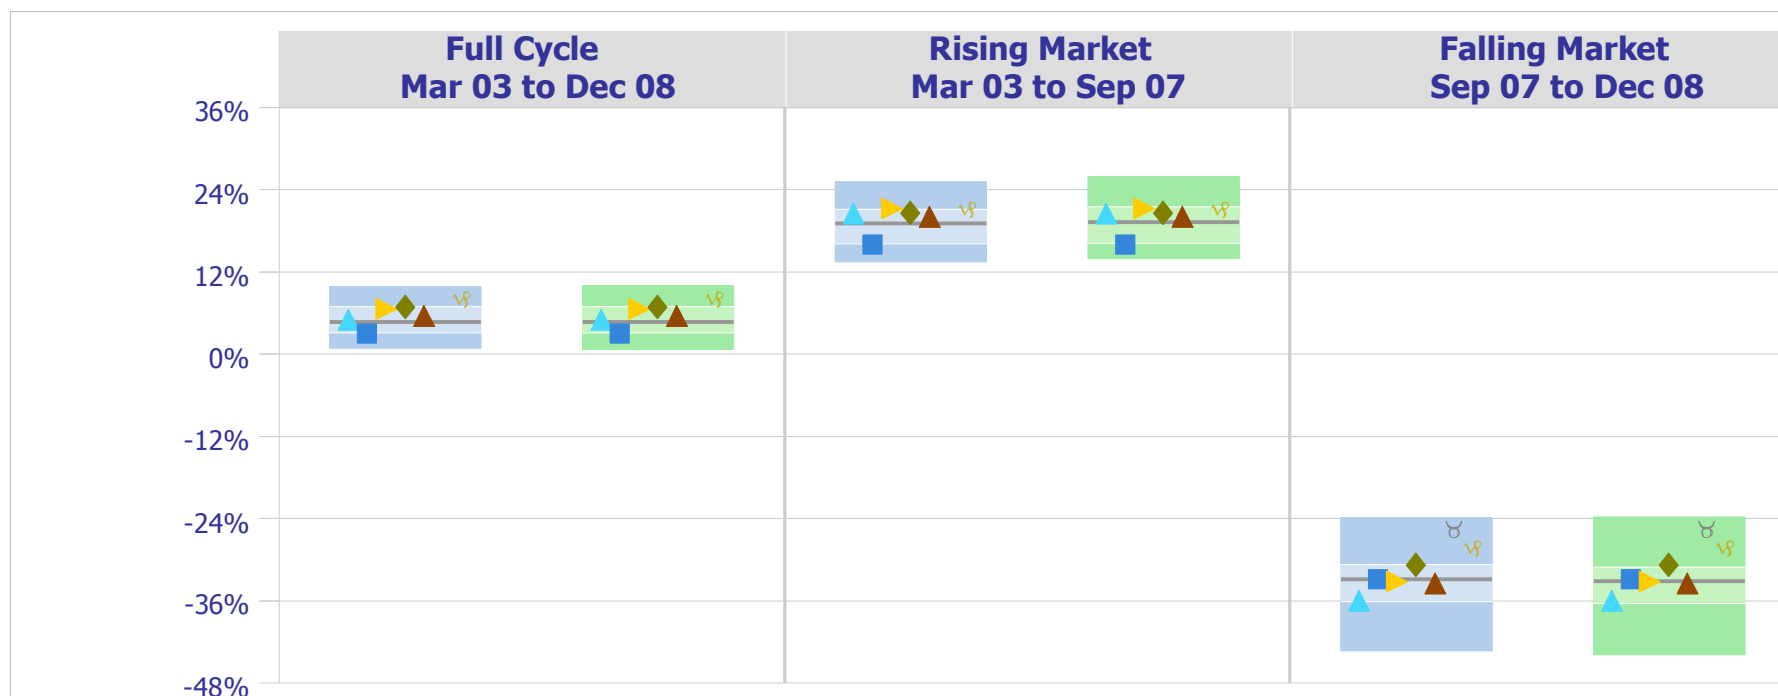 Full Cycle
Mar 03 to Dec 08
Rising Market
Mar 03 to Sep 07
Falling Market
Sep 07 to Dec 08
36%
24%
12%
0%
-12%
-24%
-36%
-48%